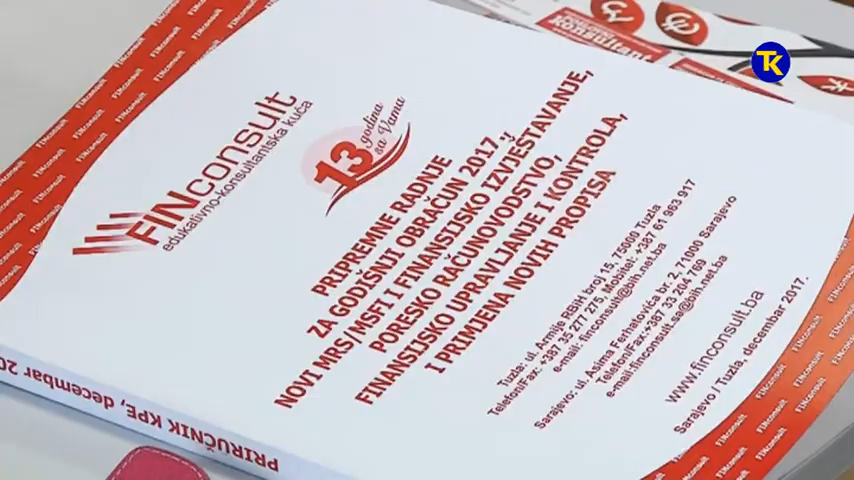 FINconsult
edukativno-konsultantska kuća
13 godina
sa Vama
PRIPREMNE RADNJE
ZA GODIŠNJI OBRAČUN 2017.,
NOVI MRS/MSFI I FINANSIJSKO IZVJEŠTAVANJE,
PORESKO RAČUNOVODSTVO,
FINANSIJSKO UPRAVLJANJE I KONTROLA,
I PRIMJENA NOVIH PROPISA
Tuzla: ul. Armije RBiH broj 15, 75000 Tuzla
Telefon/Fax: +387 35 277 275, Mobitel: +387 61 963 917
e-mail: finconsult@bih.net.ba
Sarajevo: ul. Asima Ferhatovića br. 2, 71000 Sarajevo
Telefon/Fax:+387 33 204 769
e-mail:finconsult.sa@bih.net.ba
www.finconsult.ba
Sarajevo / Tuzla, decembar 2017.
PRIRUČNIK KPE, decembar 20
konsultant
TK